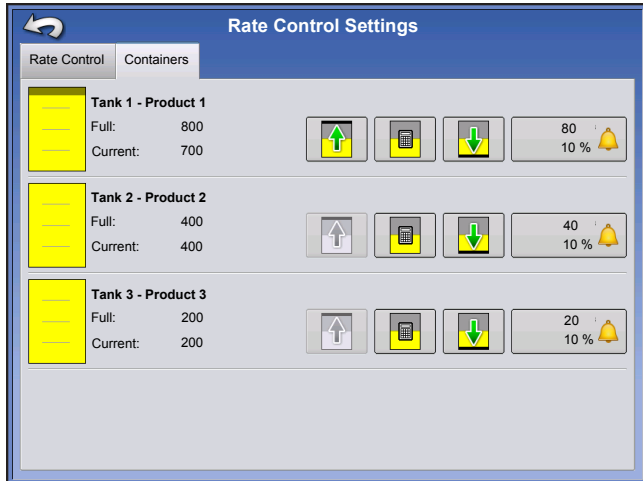 Rate Control Settings
Rate Control
Containers
Tank 1 - Product 1
Full: 800
Current: 700
80
10 %
Tank 2 - Product 2
Full: 400
Current: 400
40
10 %
Tank 3 - Product 3
Full: 200
Current: 200
20
10 %